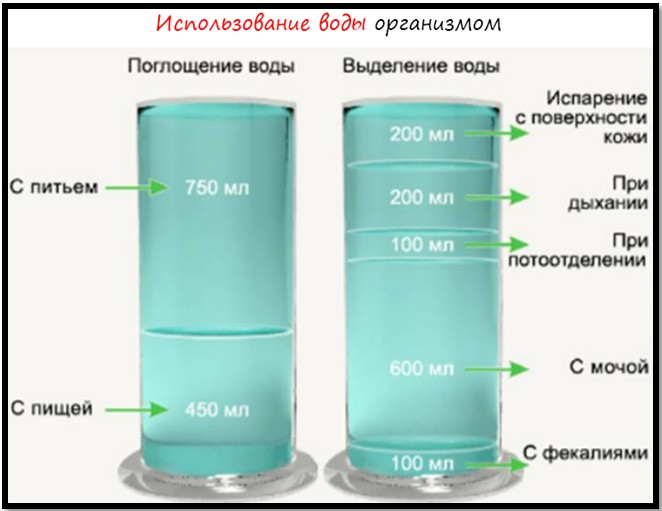 Использование воды организмом
Поглощение воды
Выделение воды
С питьем
750 мл
С пищей
450 мл
200 мл
Испарение
с поверхности
кожи
200 мл
При
дыхании
100 мл
При
потоотделении
600 мл
С мочой
100 мл
С фекалиями